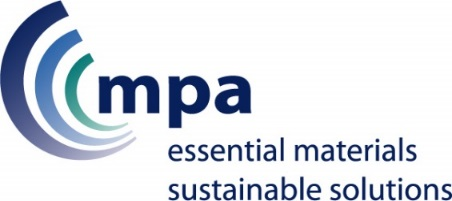 mpa
essential materials
sustainable solutions